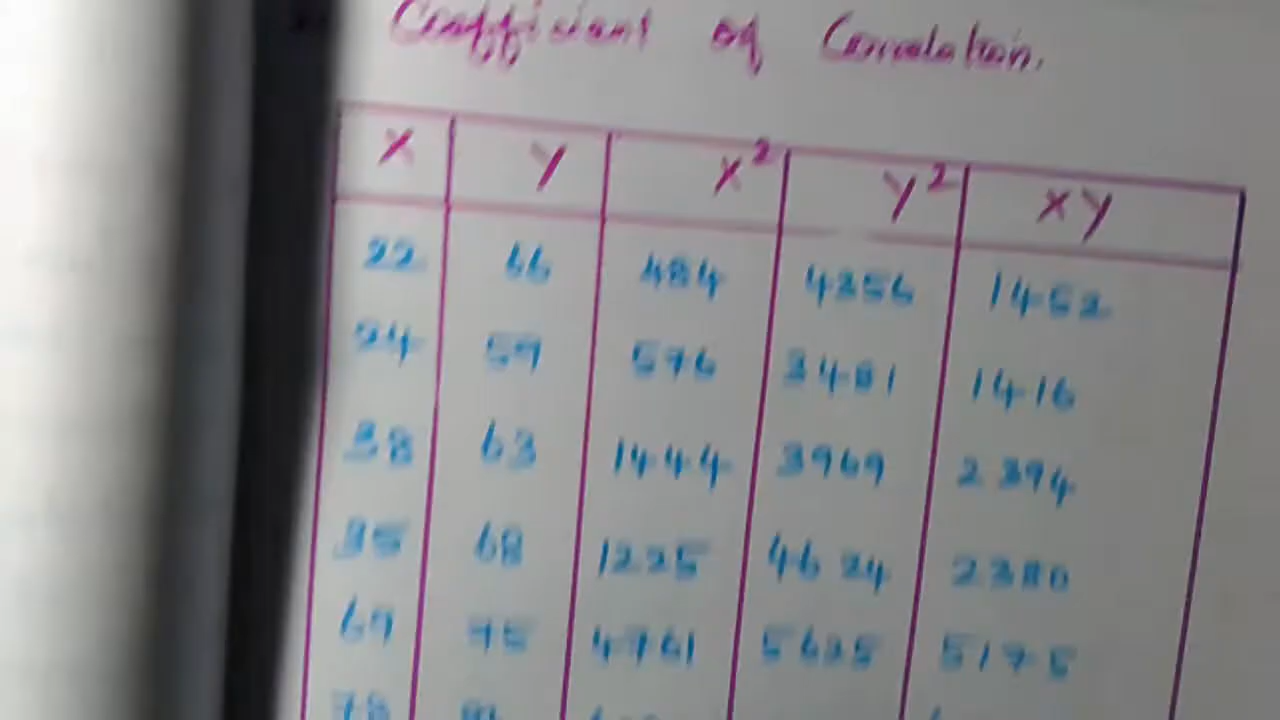 Coefficient of Correlation.
X Y X² Y² XY
22 66 484 4356 1452
24 59 576 3481 1416
38 63 1444 3969 2394
35 68 1225 4624 2380
69 75 4761 5625 5175
78